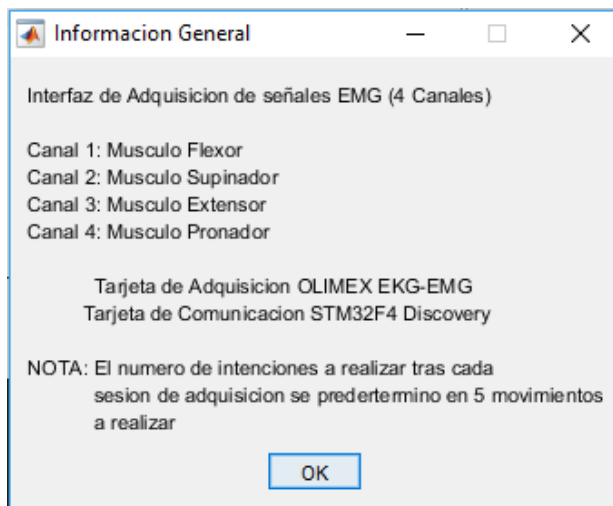 Informacion General
Interfaz de Adquisicion de señales EMG (4 Canales)
Canal 1: Musculo Flexor
Canal 2: Musculo Supinador
Canal 3: Musculo Extensor
Canal 4: Musculo Pronador
Tarjeta de Adquisicion OLIMEX EKG-EMG
Tarjeta de Comunicacion STM32F4 Discovery
NOTA: El numero de intenciones a realizar tras cada
sesion de adquisicion se predertermino en 5 movimientos
a realizar
OK